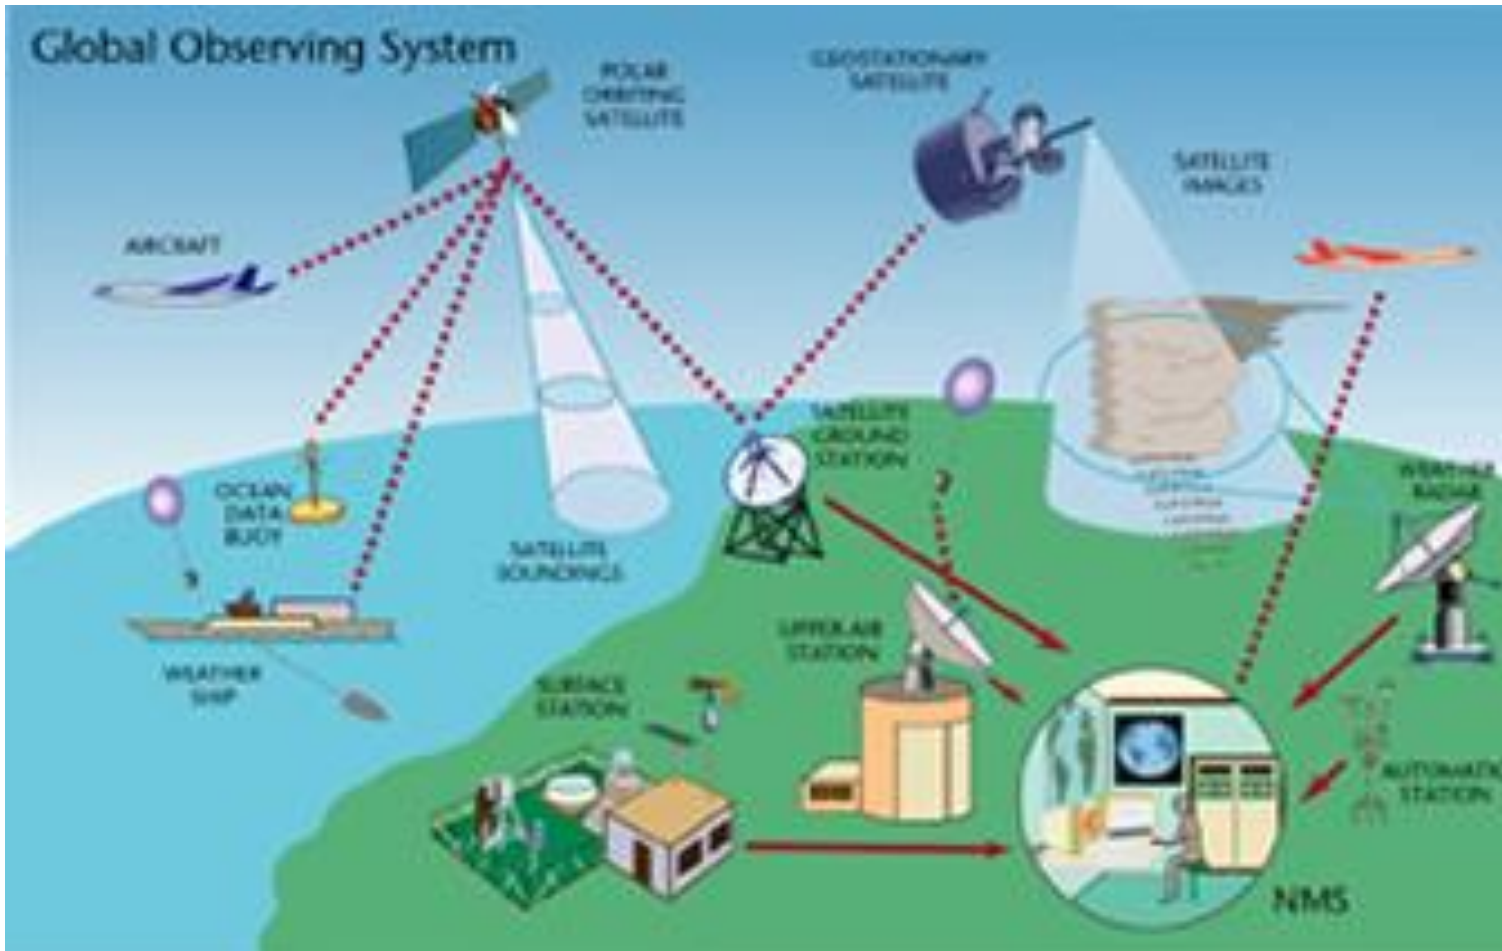 Global Observing System
POLAR
ORBITING
SATELLITE
GEOSTATIONARY
SATELLITE
SATELLITE
IMAGES
AIRCRAFT
SATELLITE
GROUND
STATION
WEATHER
RADAR
OCEAN
DATA
BUOY
SATELLITE
SOUNDINGS
UPPER-AIR
STATION
WEATHER
SHIP
SURFACE
STATION
AUTOMATIC
STATION
NMS